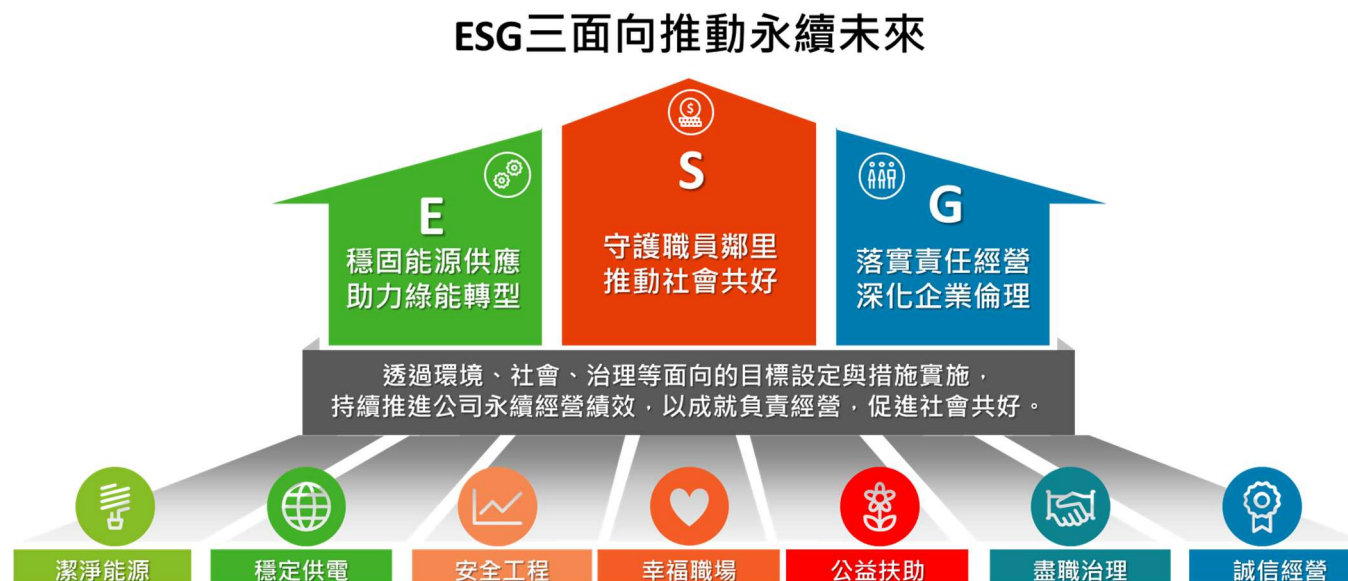 ESG三面向推動永續未來
E
穩固能源供應
助力綠能轉型
S
守護職員鄰里
推動社會共好
G
落實責任經營
深化企業倫理
透過環境、社會、治理等面向的目標設定與措施實施，
持續推進公司永續經營績效，以成就負責經營，促進社會共好。
潔淨能源
穩定供電
安全工程
幸福職場
公益扶助
盡職治理
誠信經營